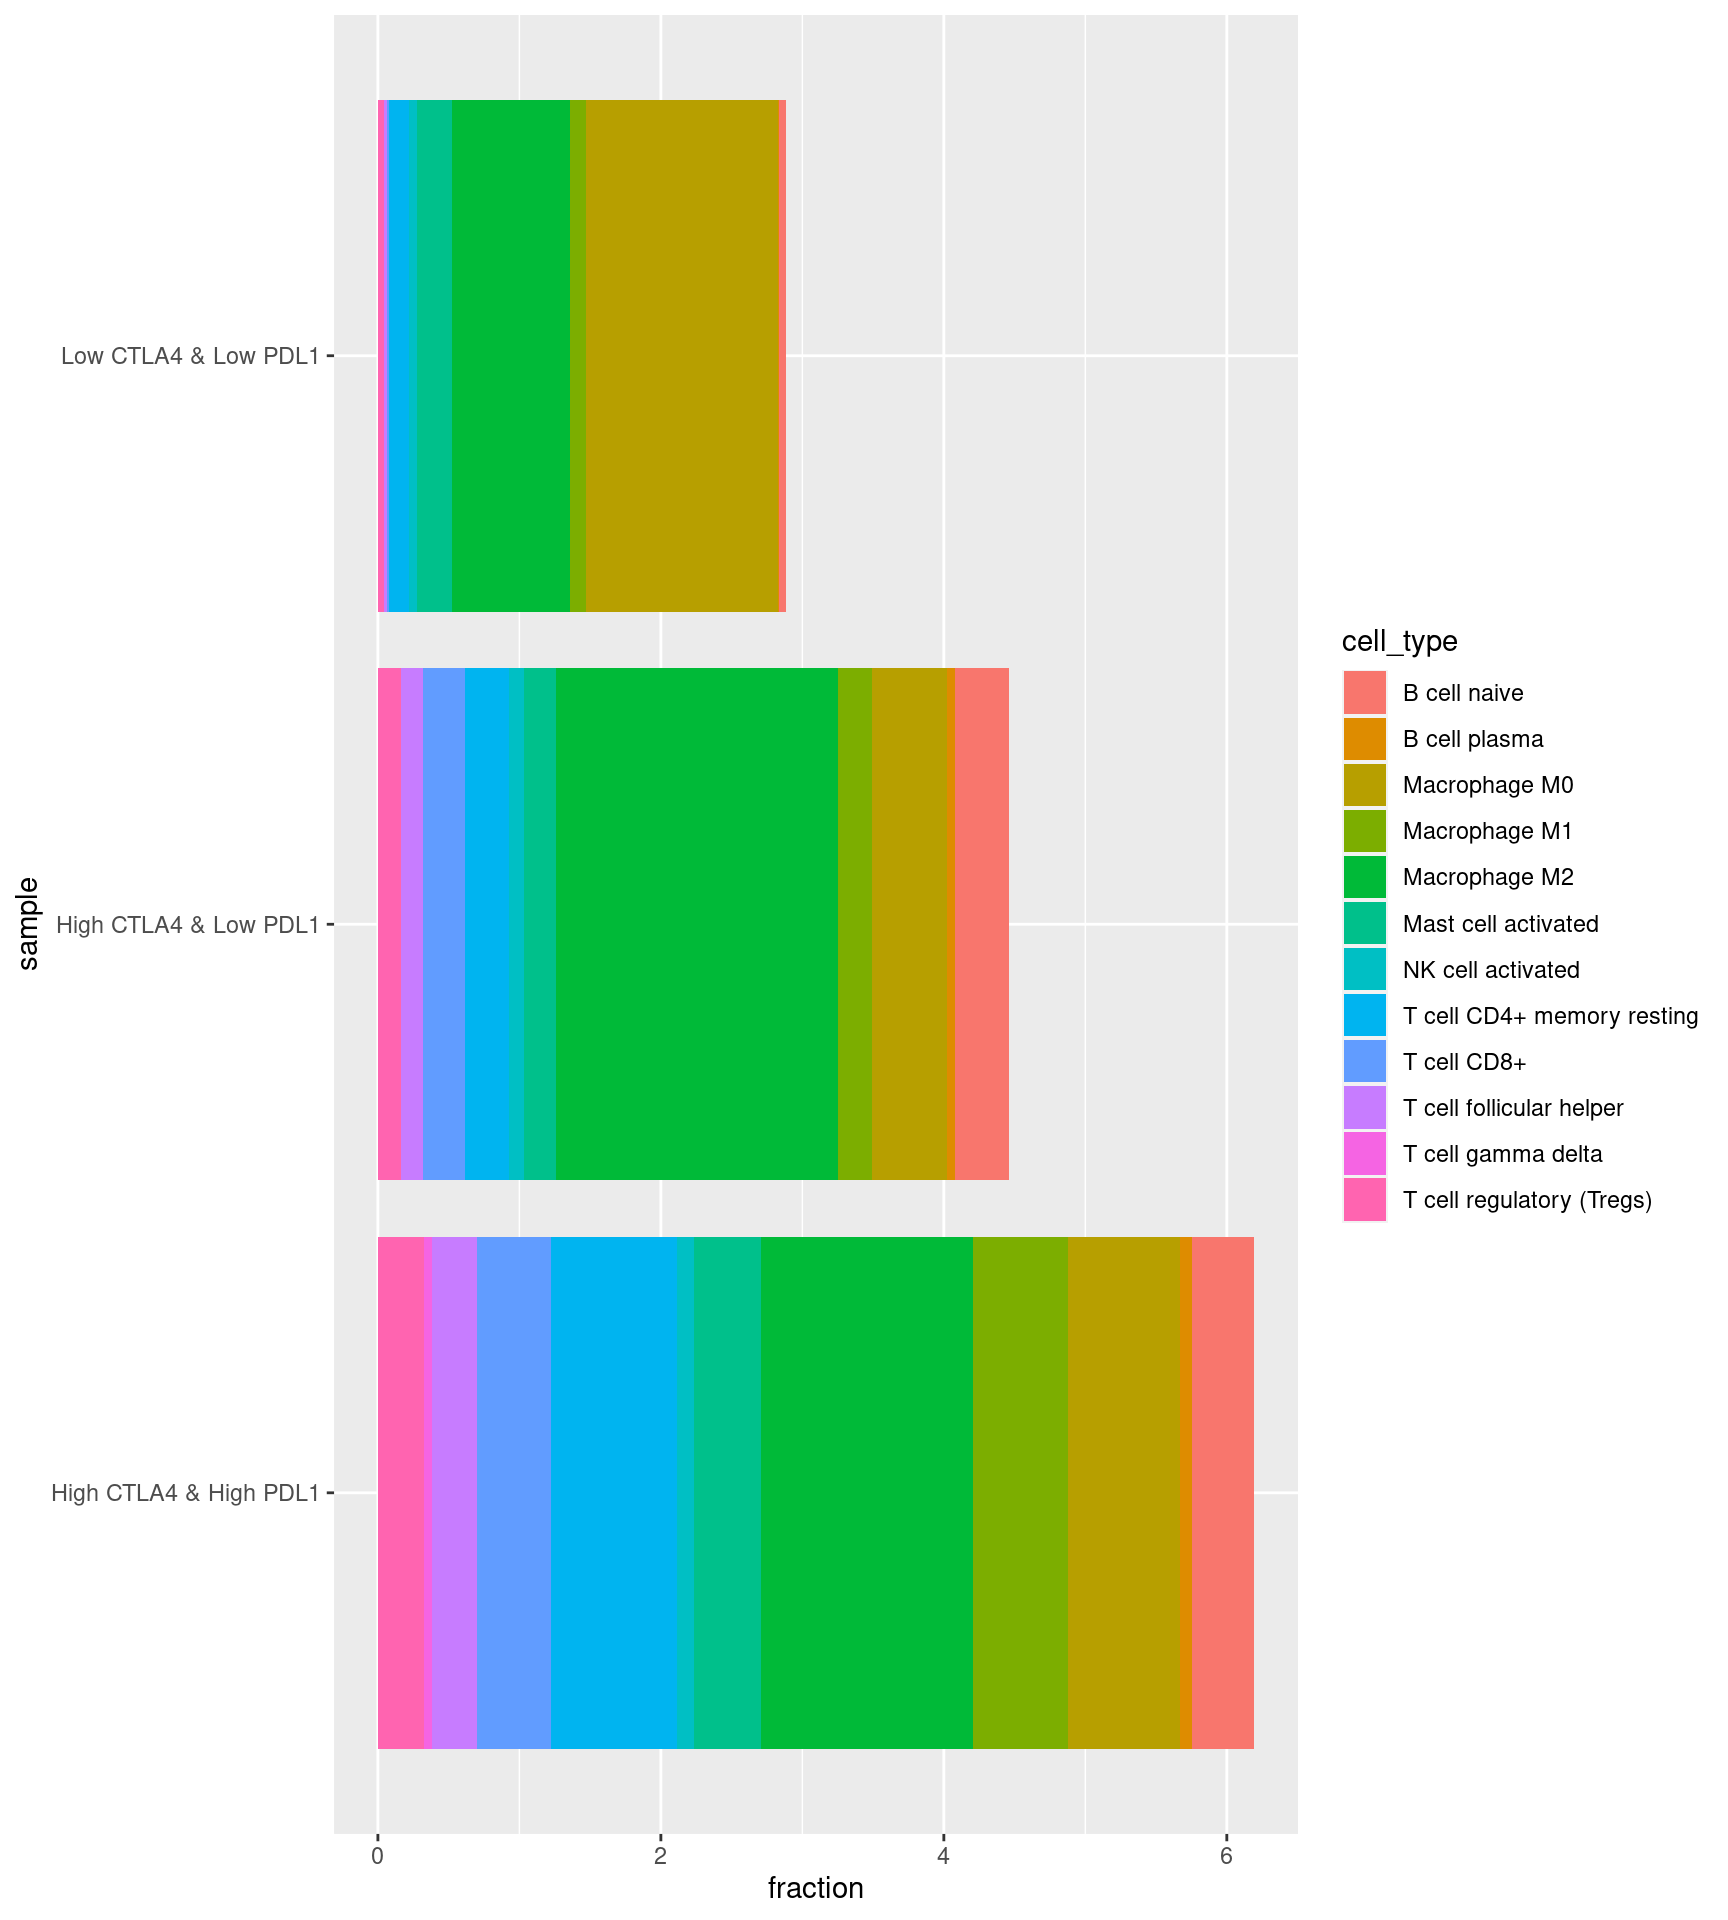 Low CTLA4 & Low PDL1
High CTLA4 & Low PDL1
High CTLA4 & High PDL1
sample
0 2 4 6
fraction
cell_type
B cell naive
B cell plasma
Macrophage M0
Macrophage M1
Macrophage M2
Mast cell activated
NK cell activated
T cell CD4+ memory resting
T cell CD8+
T cell follicular helper
T cell gamma delta
T cell regulatory (Tregs)